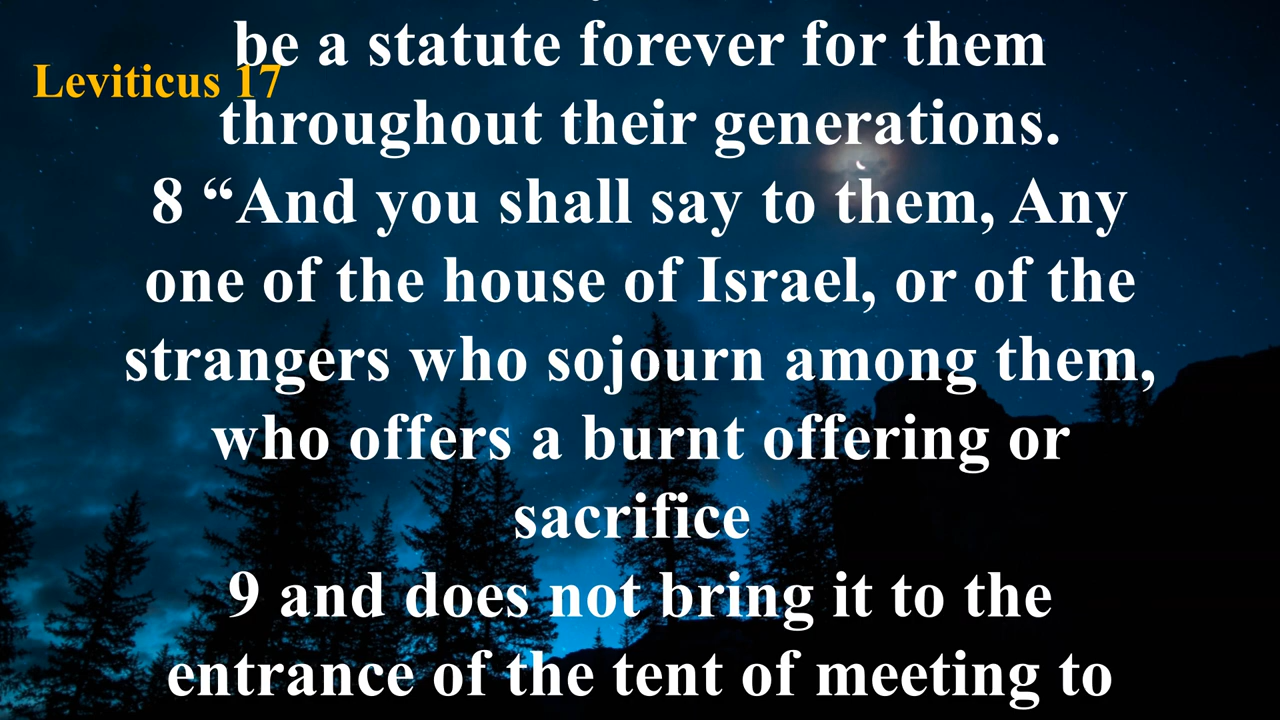 be a statute forever for them
Leviticus 17
throughout their generations.
8 “And you shall say to them, Any
one of the house of Israel, or of the
strangers who sojourn among them,
who offers a burnt offering or
sacrifice
9 and does not bring it to the
entrance of the tent of meeting to